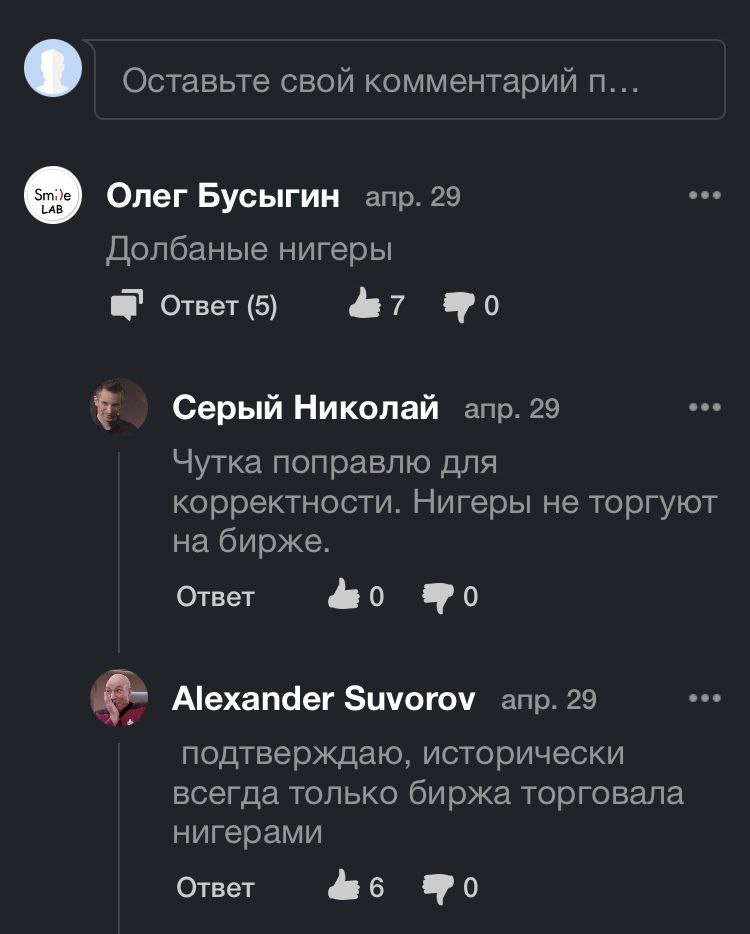 Оставьте свой комментарий п...
Smile
LAB
Олег Бусыгин апр. 29
Долбаные нигеры
Ответ (5) 7 0
Серый Николай апр. 29
Чутка поправлю для
корректности. Нигеры не торгуют
на бирже.
Ответ 0 0
Alexander Suvorov апр. 29
подтверждаю, исторически
всегда только биржа торговала
нигерами
Ответ 6 0